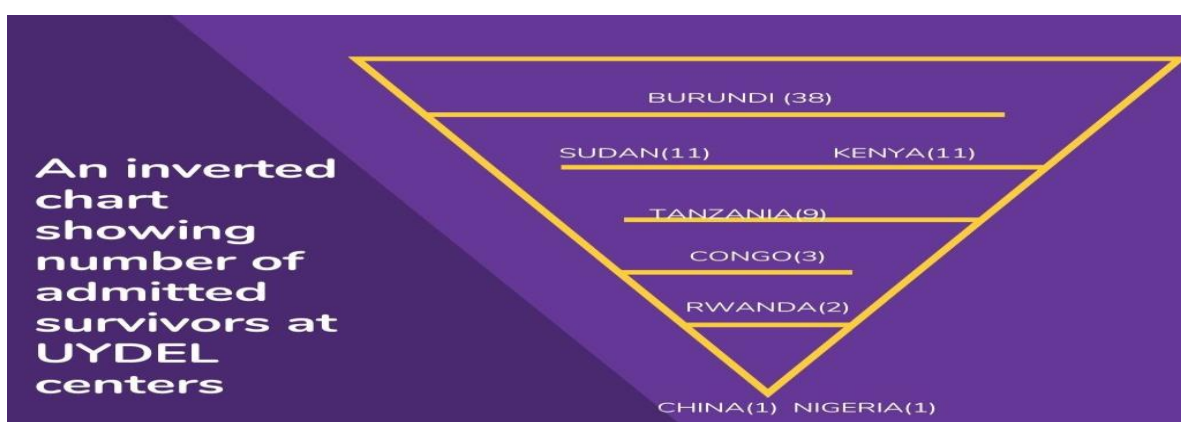 An inverted
chart
showing
number of
admitted
survivors at
UYDEL
centers
BURUNDI (38)
SUDAN(11) KENYA(11)
TANZANIA(9)
CONGO(3)
RWANDA(2)
CHINA(1) NIGERIA(1)